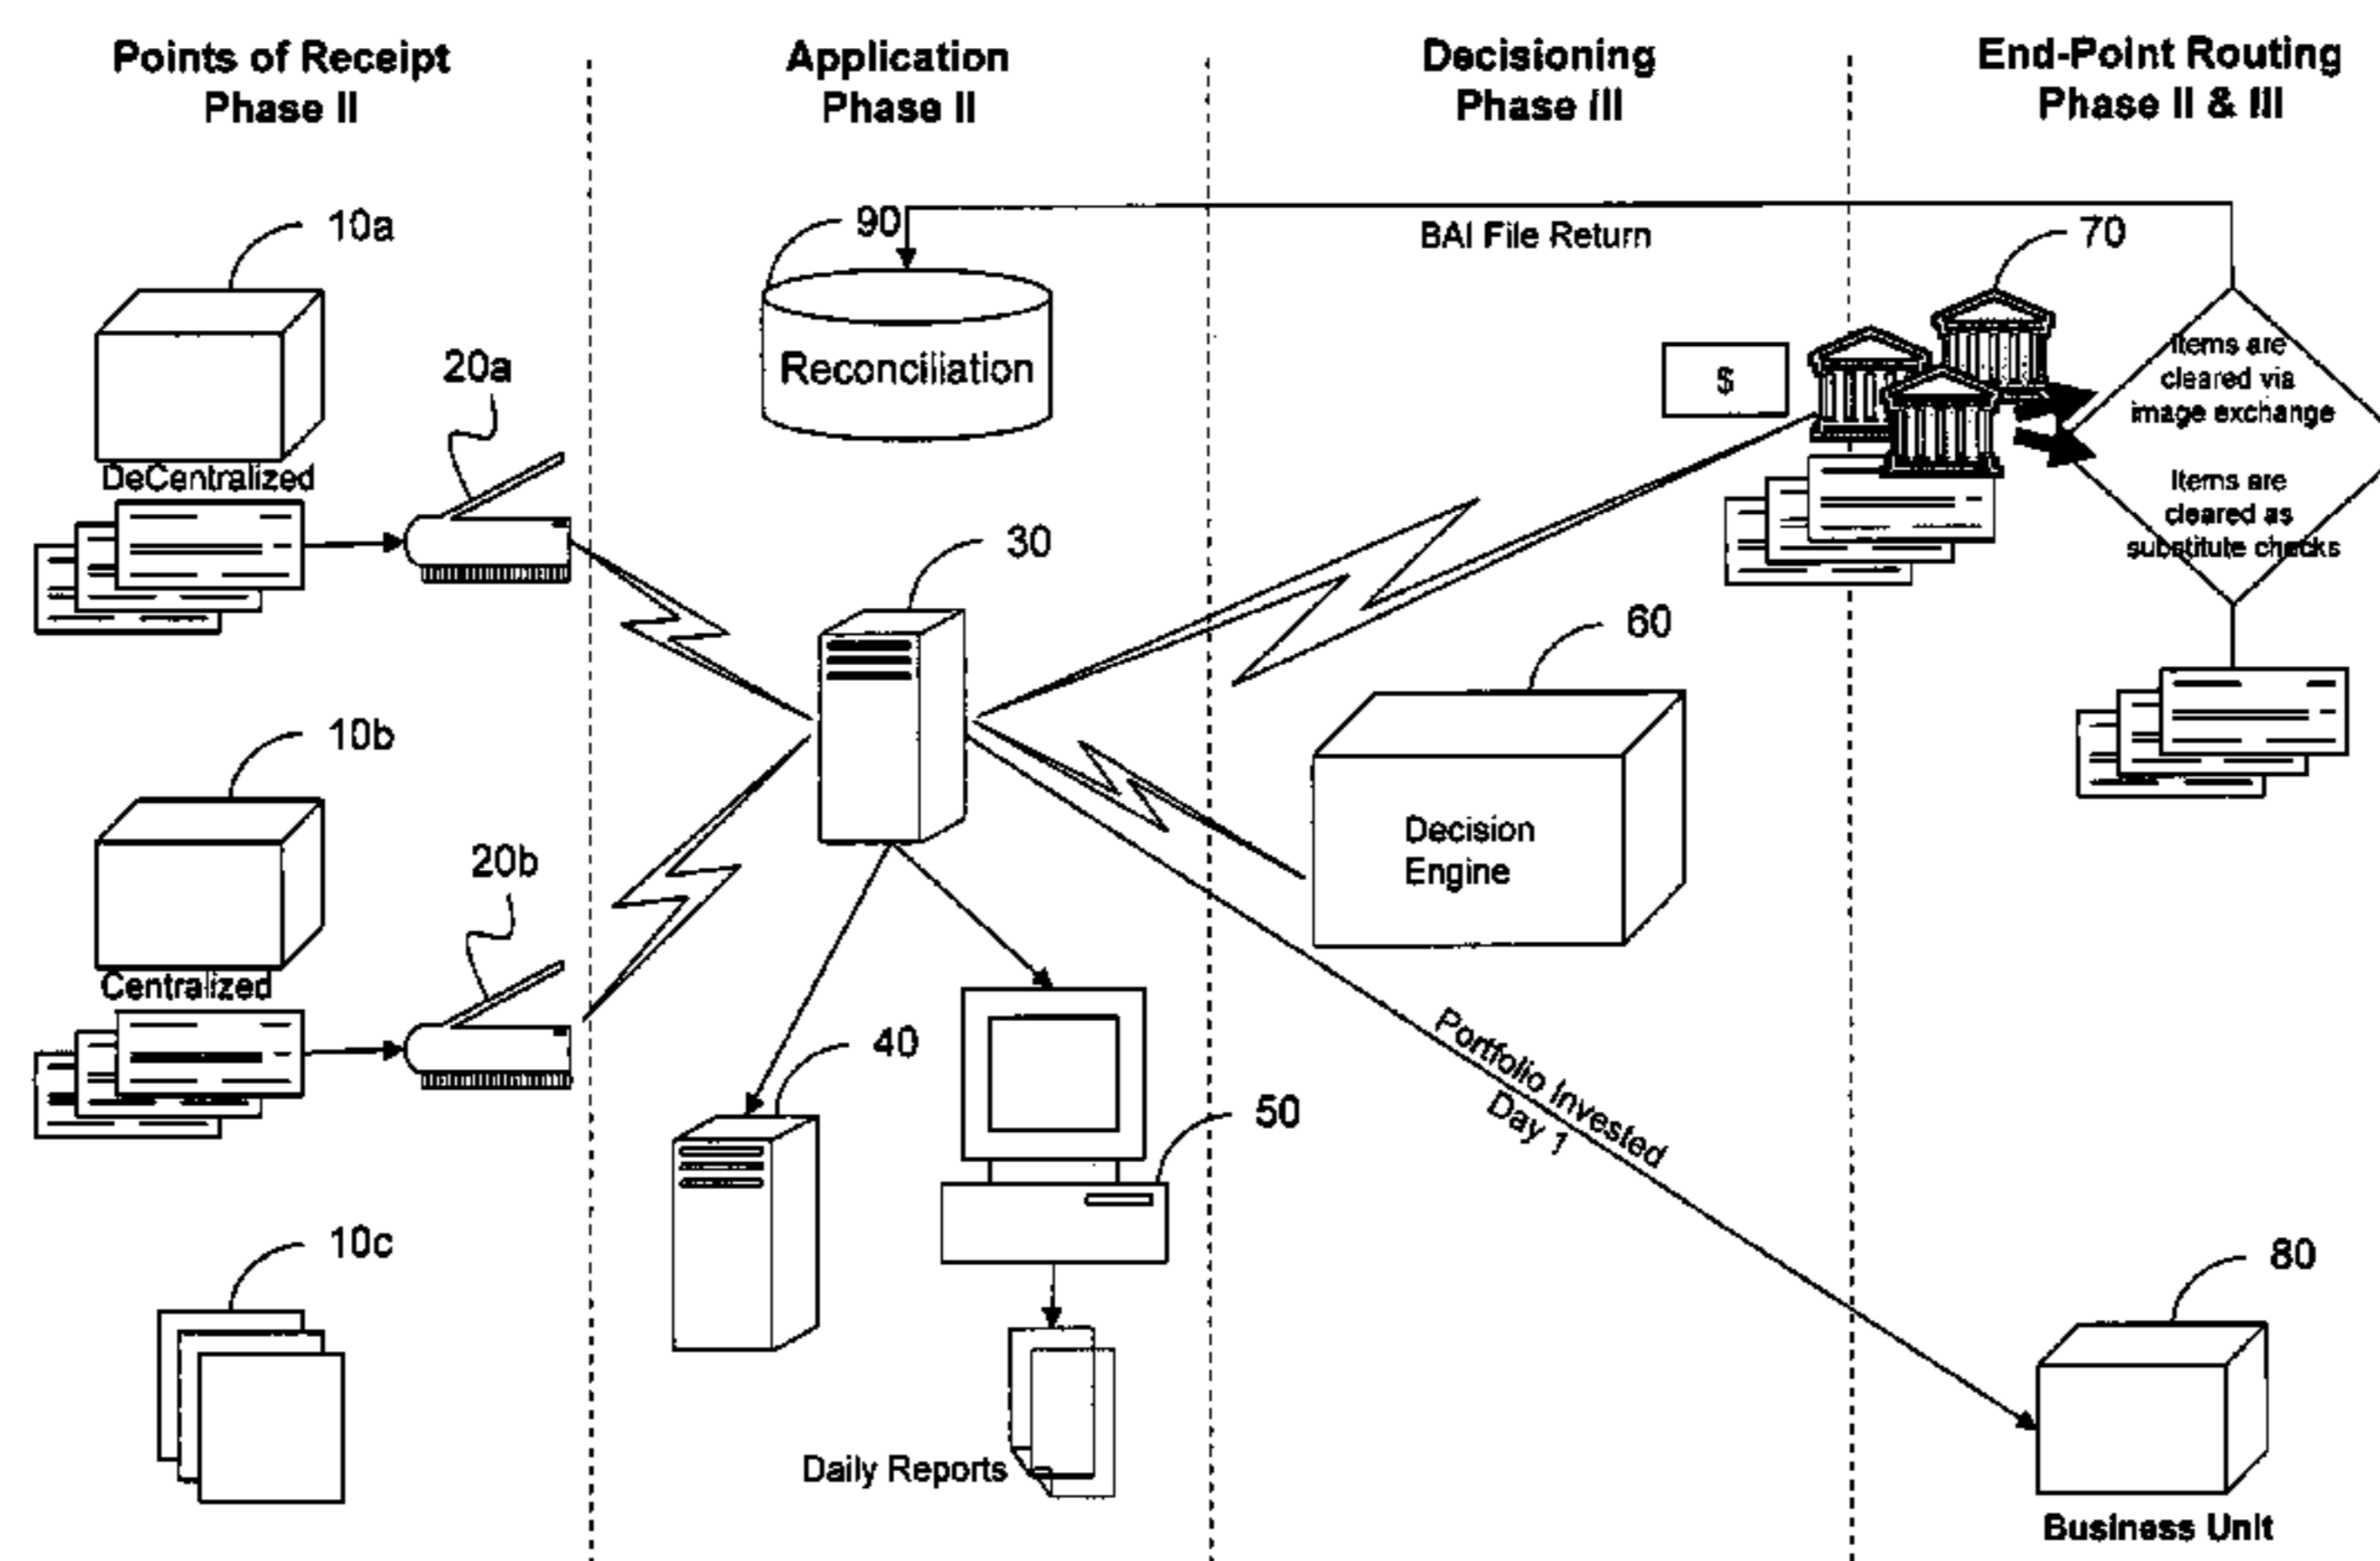 Points of Receipt
Phase II
Application
Phase II
Decisioning
Phase III
End-Point Routing
Phase II & III
10a
90
BAI File Return
70
DeCentralized
20a
Reconciliation
$
Items are
cleared via
image exchange
Items are
cleared as
substitute checks
30
60
10b
Centralized
20b
Decision
Engine
40
50
Portfolio Invested
Day 1
10c
Daily Reports
80
Business Unit